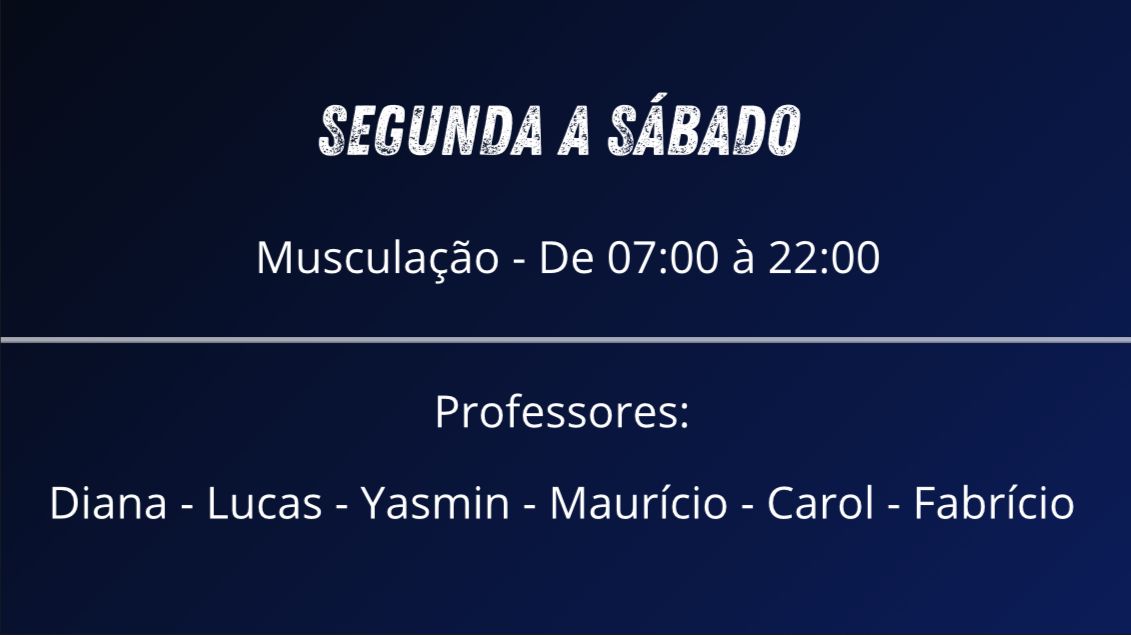 SEGUNDA A SÁBADO
Musculação - De 07:00 à 22:00
Professores:
Diana - Lucas - Yasmin - Maurício - Carol - Fabrício